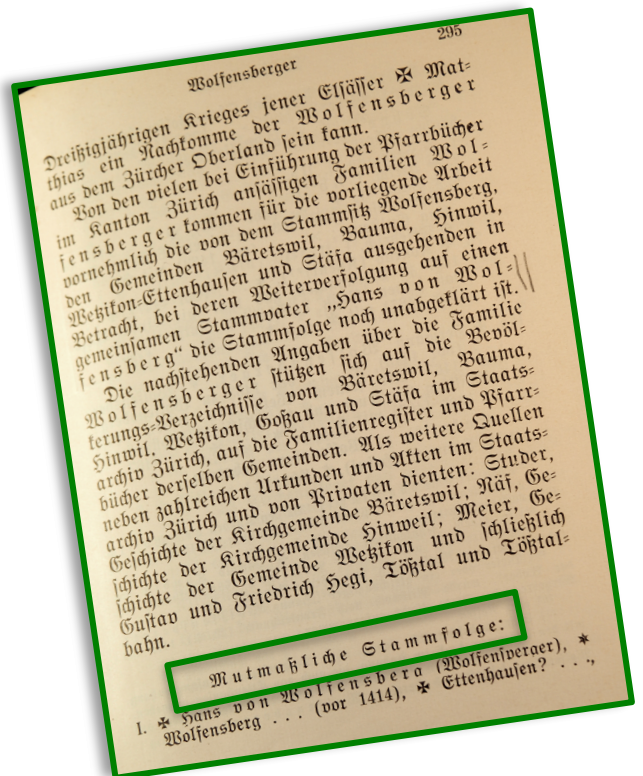 Wolfensberger
295
Dreißigjährigen Krieges jener Elsässer ✠ Mat-
thias ein Nachkomme der Wolfensberger
aus dem Zürcher Oberland sein kann.
Von den vielen bei Einführung der Pfarrbücher
im Kanton Zürich ansässigen Familien Wol-
fensberger kommen für die vorliegende Arbeit
vornehmlich die von dem Stammsitz Wolfensberg,
den Gemeinden Bäretswil, Bauma, Hinwil,
Wetzikon-Ettenhausen und Stäfa ausgehenden in
Betracht, bei deren Weiterverfolgung auf einen
gemeinsamen Stammvater „Hans von Wol-
fensberg“ die Stammfolge noch unabgeklärt ist.
Die nachstehenden Angaben über die Familie
Wolfensberger stützen sich auf die Bevöl-
kerungs-Verzeichnisse von Bäretswil, Bauma,
Hinwil, Wetzikon, Goßau und Stäfa im Staats-
archiv Zürich, auf die Familienregister und Pfarr-
bücher derselben Gemeinden. Als weitere Quellen
neben zahlreichen Urkunden und Akten im Staats-
archiv Zürich und von Privaten dienten: Studer,
Geschichte der Kirchgemeinde Bäretswil; Näf, Ge-
schichte der Kirchgemeinde Hinweil; Meier, Ge-
schichte der Gemeinde Wetzikon und schließlich
Gustav und Friedrich Hegi, Tößtal und Tößtal-
bahn.
Mutmaßliche Stammfolge:
1. ✠ Hans von Wolfensberg (Wolfensperger), *
Wolfensberg . . . (vor 1414), ✠ Ettenhausen? . . .,